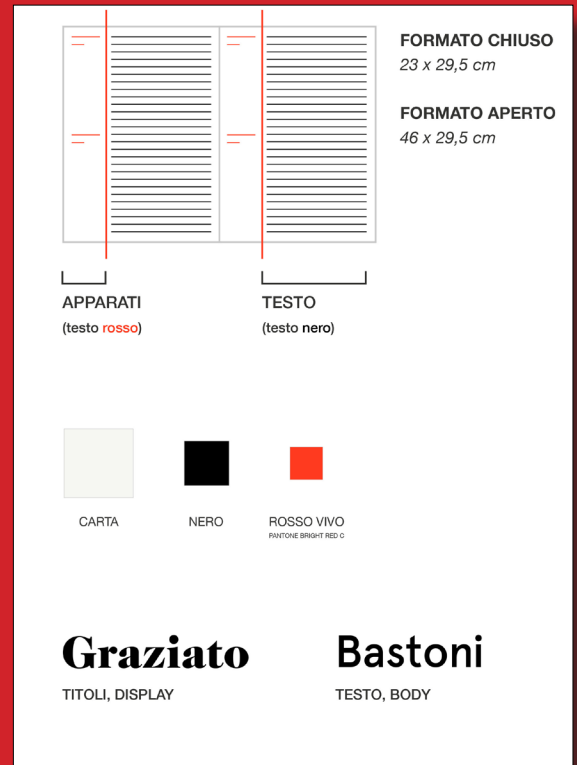 FORMATO CHIUSO
23 x 29,5 cm
FORMATO APERTO
46 x 29,5 cm
APPARATI
(testo rosso)
TESTO
(testo nero)
CARTA
NERO
ROSSO VIVO
PANTONE BRIGHT RED C
Graziato
TITOLI, DISPLAY
Bastoni
TESTO, BODY